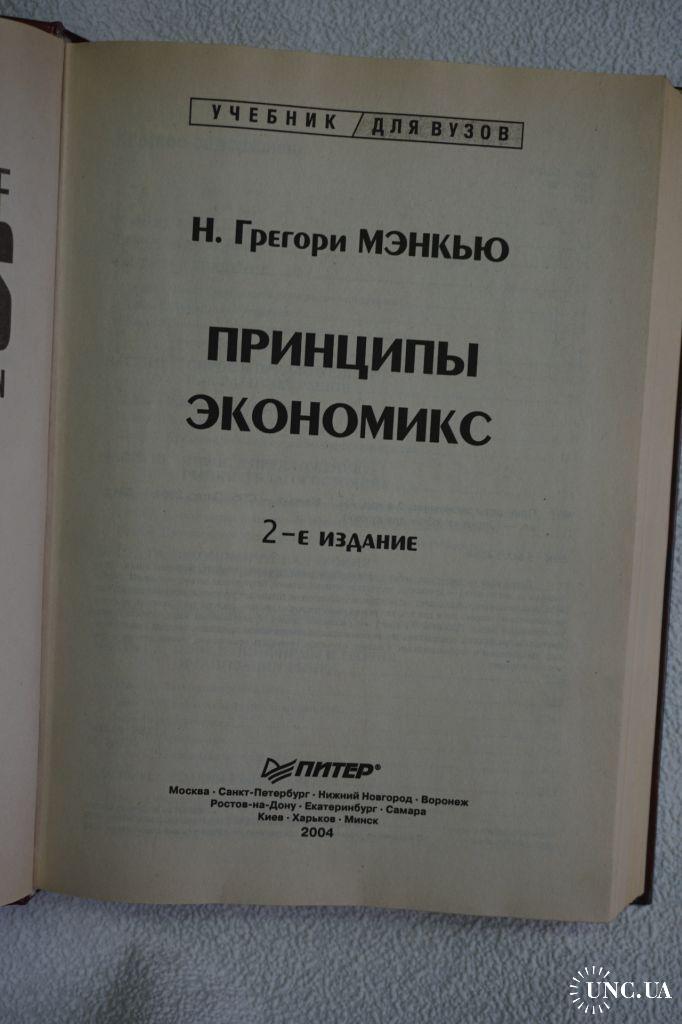 УЧЕБНИК / ДЛЯ ВУЗОВ
Н. ГРЕГОРИ МЭНКЬЮ
ПРИНЦИПЫ
ЭКОНОМИКС
2-Е ИЗДАНИЕ
ПИТЕР®
Москва · Санкт-Петербург · Нижний Новгород · Воронеж
Ростов-на-Дону · Екатеринбург · Самара
Киев · Харьков · Минск
2004
F
S
N
UNC.UA